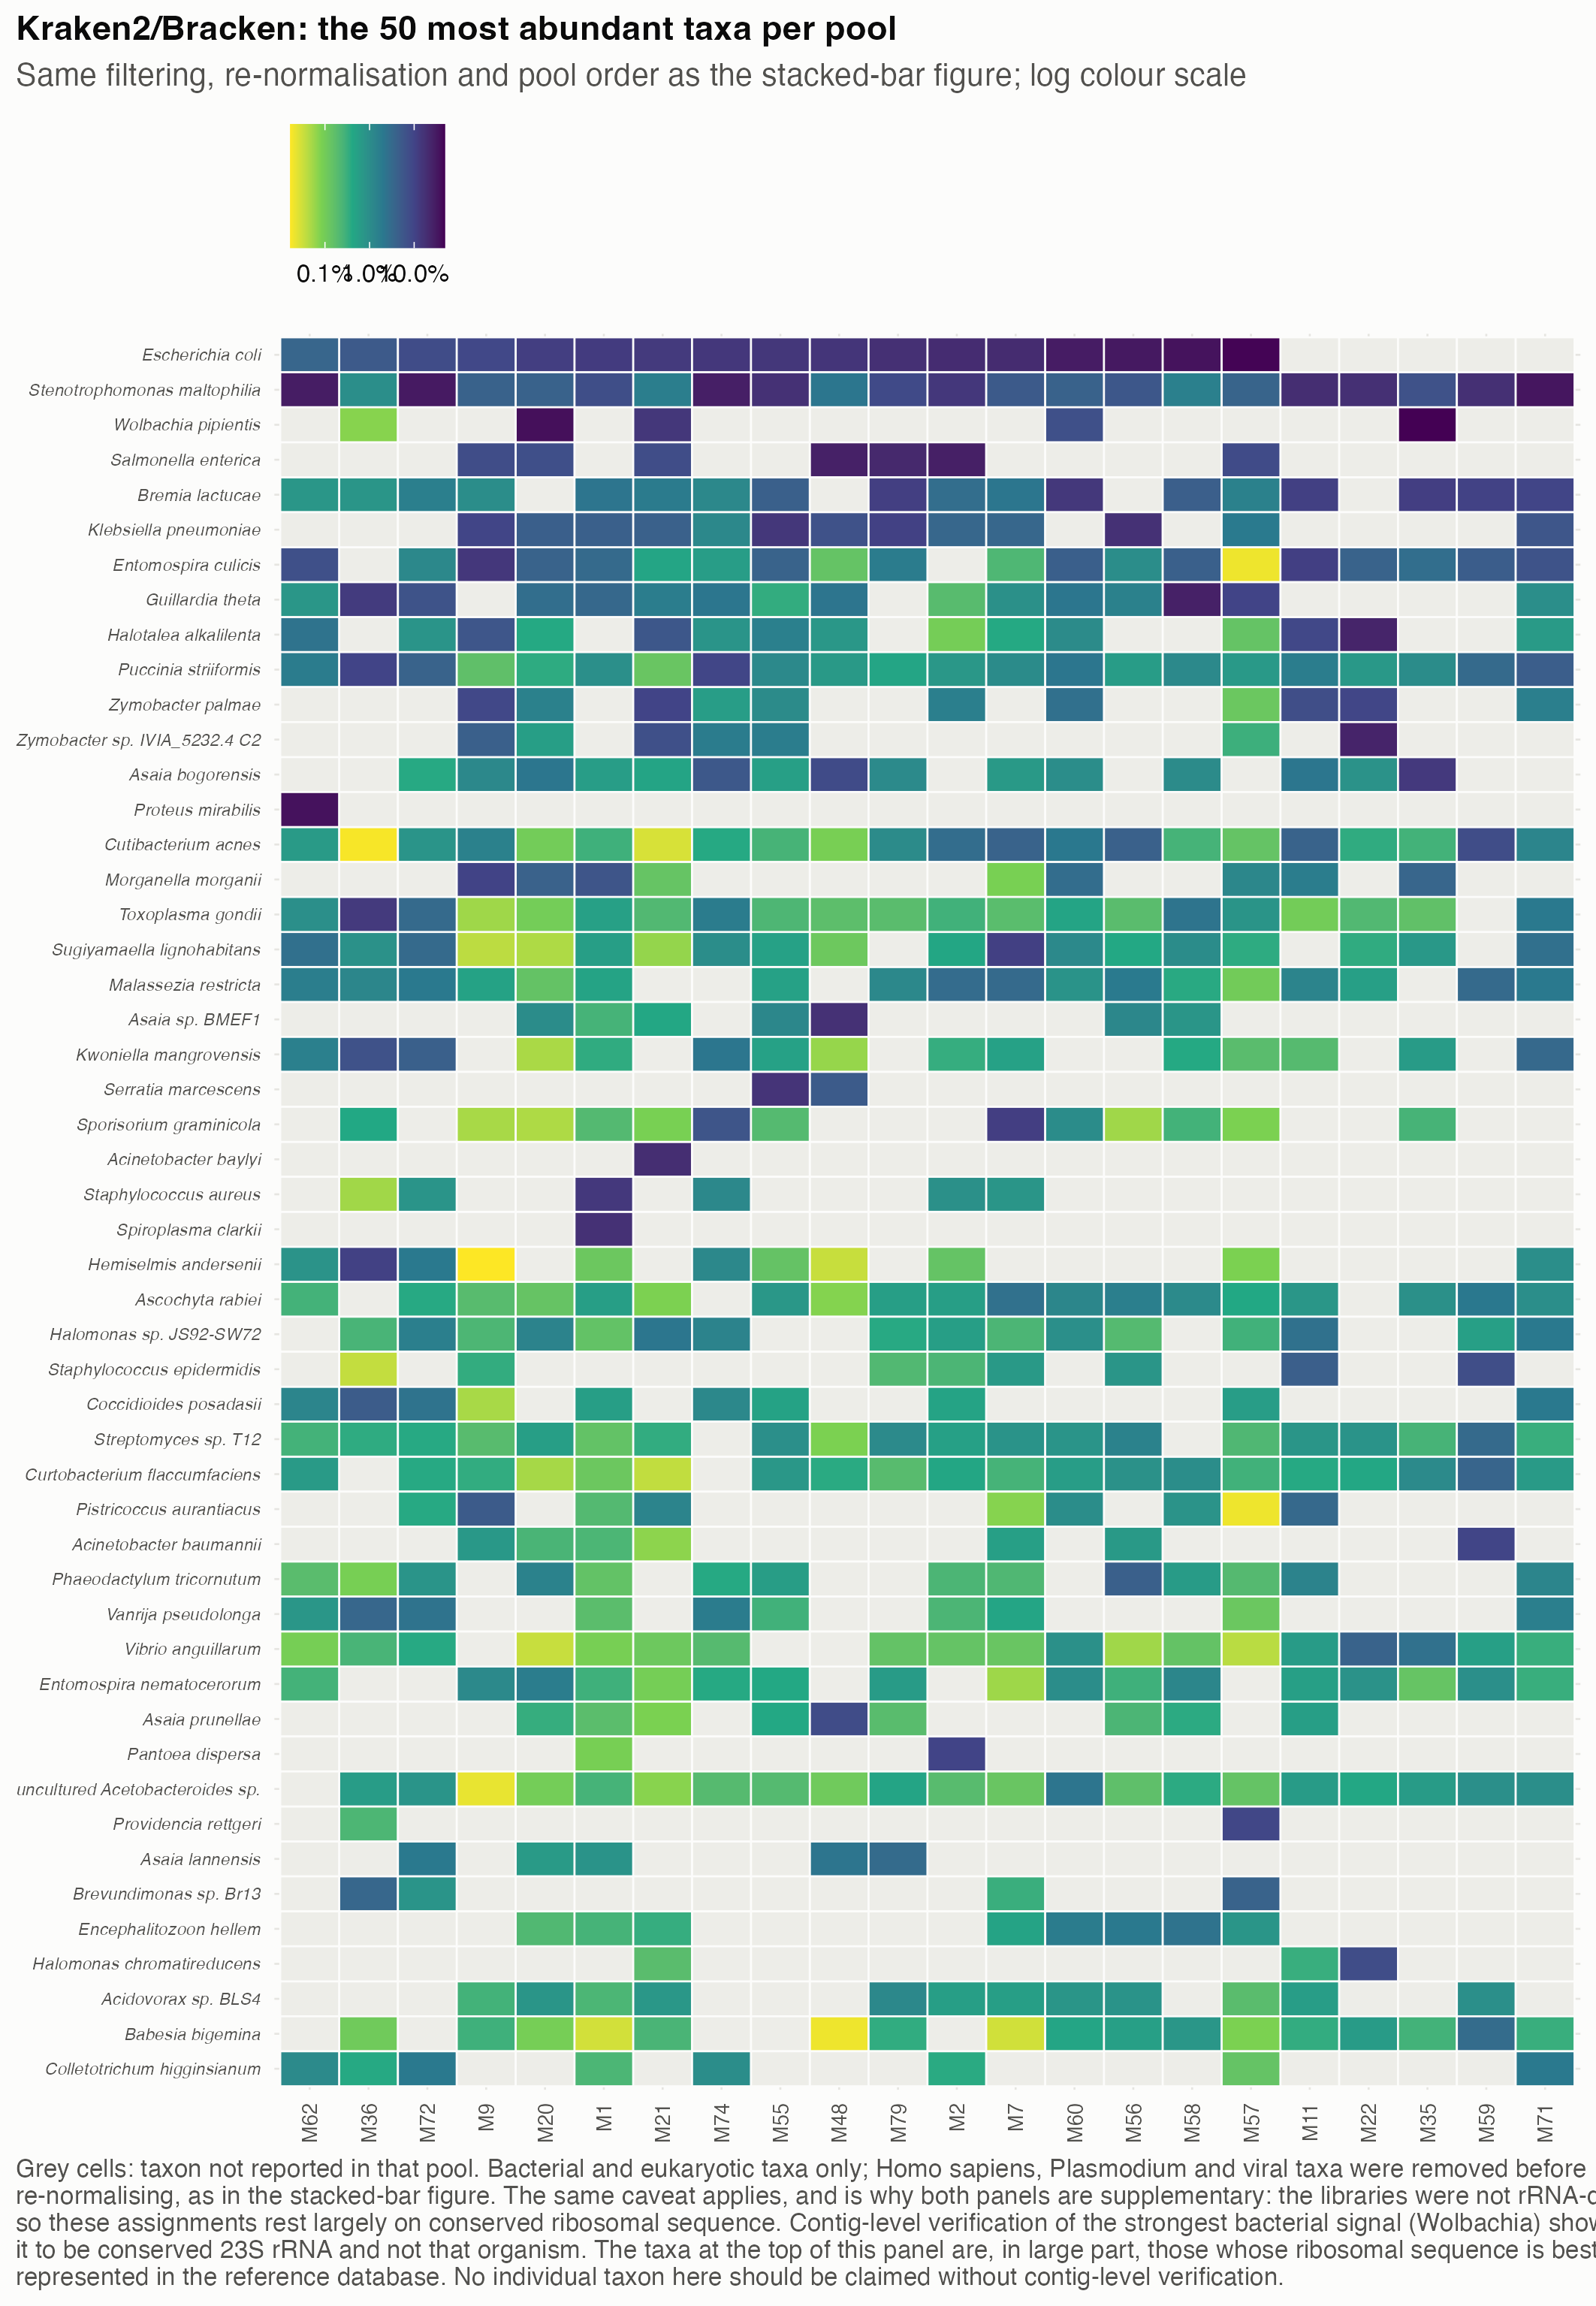 Kraken2/Bracken: the 50 most abundant taxa per pool
Same filtering, re-normalisation and pool order as the stacked-bar figure; log colour scale
0.1% 1.0% 10.0%
Escherichia coli
Stenotrophomonas maltophilia
Wolbachia pipientis
Salmonella enterica
Bremia lactucae
Klebsiella pneumoniae
Entomospira culicis
Guillardia theta
Halotalea alkalilenta
Puccinia striiformis
Zymobacter palmae
Zymobacter sp. IVIA_5232.4 C2
Asaia bogorensis
Proteus mirabilis
Cutibacterium acnes
Morganella morganii
Toxoplasma gondii
Sugiyamaella lignohabitans
Malassezia restricta
Asaia sp. BMEF1
Kwoniella mangrovensis
Serratia marcescens
Sporisorium graminicola
Acinetobacter baylyi
Staphylococcus aureus
Spiroplasma clarkii
Hemiselmis andersenii
Ascochyta rabiei
Halomonas sp. JS92-SW72
Staphylococcus epidermidis
Coccidioides posadasii
Streptomyces sp. T12
Curtobacterium flaccumfaciens
Pistricoccus aurantiacus
Acinetobacter baumannii
Phaeodactylum tricornutum
Vanrija pseudolonga
Vibrio anguillarum
Entomospira nematocerorum
Asaia prunellae
Pantoea dispersa
uncultured Acetobacteroides sp.
Providencia rettgeri
Asaia lannensis
Brevundimonas sp. Br13
Encephalitozoon hellem
Halomonas chromatireducens
Acidovorax sp. BLS4
Babesia bigemina
Colletotrichum higginsianum
M62 M36 M72 M9 M20 M1 M21 M74 M55 M48 M79 M2 M7 M60 M56 M58 M57 M11 M22 M35 M59 M71
Grey cells: taxon not reported in that pool. Bacterial and eukaryotic taxa only; Homo sapiens, Plasmodium and viral taxa were removed before
re-normalising, as in the stacked-bar figure. The same caveat applies, and is why both panels are supplementary: the libraries were not
so these assignments rest largely on conserved ribosomal sequence. Contig-level verification of the strongest bacterial signal (Wolbachia)
it to be conserved 23S rRNA and not that organism. The taxa at the top of this panel are, in large part, those whose ribosomal sequence is best
represented in the reference database. No individual taxon here should be claimed without contig-level verification.